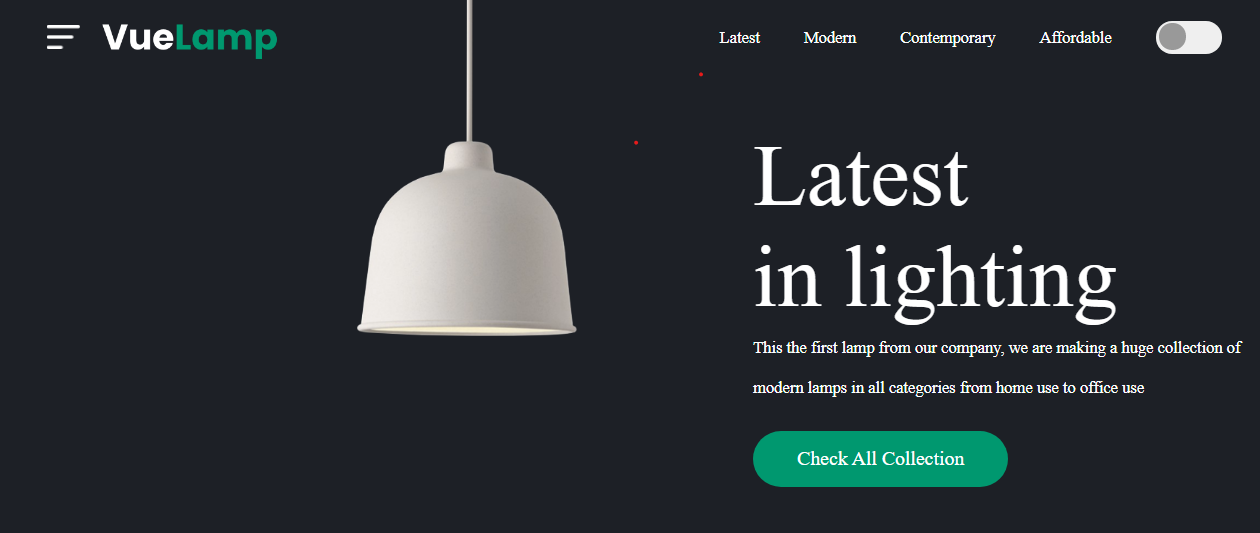 VueLamp
Latest Modern Contemporary Affordable
Latest
in lighting
This the first lamp from our company, we are making a huge collection of
modern lamps in all categories from home use to office use
Check All Collection